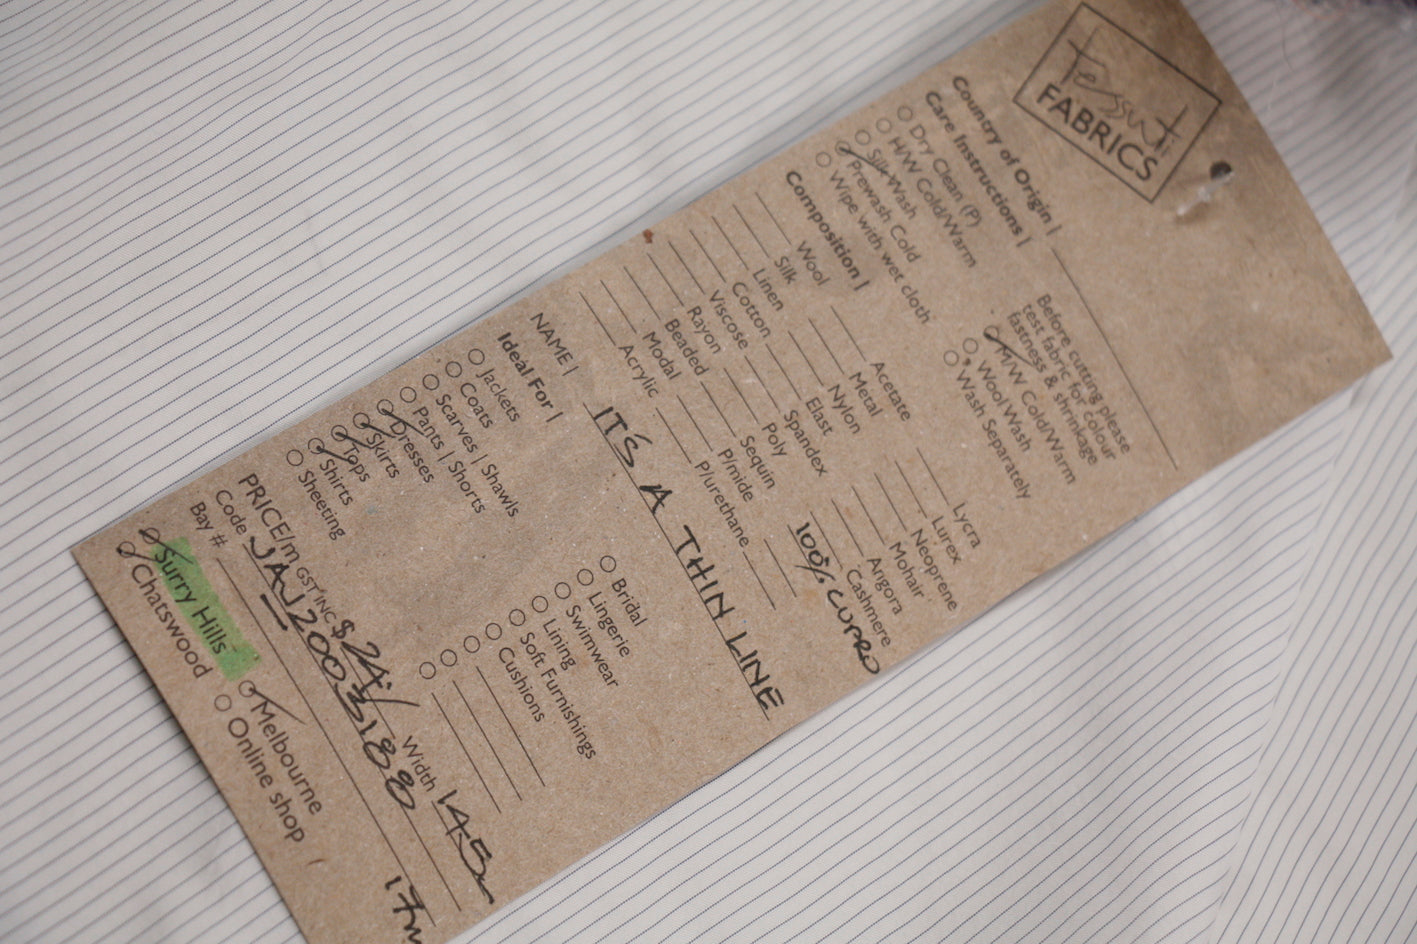 Tessuti
FABRICS
Country of Origin |
Care Instructions |
Dry Clean (P)
H/W Cold/Warm
Silk Wash
Prewash Cold
Wipe with wet cloth
Before cutting please
test fabric for colour
fastness & shrinkage
M/W Cold/Warm
Wool Wash
Wash Separately
Composition |
Wool
Silk
Linen
Cotton
Viscose
Rayon
Beaded
Modal
Acrylic
Acetate
Metal
Nylon
Elast
Spandex
Poly
Sequin
P/mide
P/urethane
Lycra
Lurex
Neoprene
Mohair
Angora
Cashmere
100% CUPRO
NAME | IT'S A THIN LINE
Ideal For |
Jackets
Coats
Scarves | Shawls
Pants | Shorts
Dresses
Skirts
Tops
Shirts
Sheeting
Bridal
Lingerie
Swimwear
Lining
Soft Furnishings
Cushions
PRICE/m GST INC $24/ Width 145
Code JAJ2003188
Bay # 17m
Surry Hills
Chatswood
Melbourne
Online shop